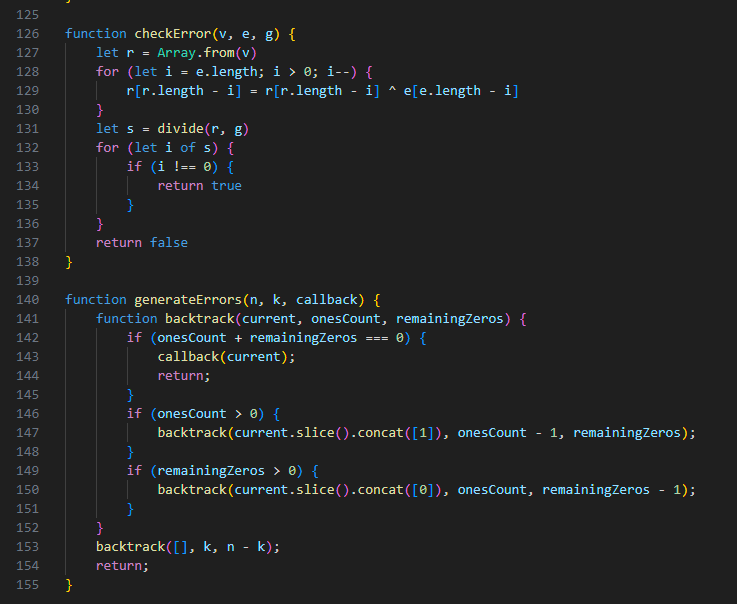 125
126 function checkError(v, e, g) {
127     let r = Array.from(v)
128     for (let i = e.length; i > 0; i--) {
129         r[r.length - i] = r[r.length - i] ^ e[e.length - i]
130     }
131     let s = divide(r, g)
132     for (let i of s) {
133         if (i !== 0) {
134             return true
135         }
136     }
137     return false
138 }
139
140 function generateErrors(n, k, callback) {
141     function backtrack(current, onesCount, remainingZeros) {
142         if (onesCount + remainingZeros === 0) {
143             callback(current);
144             return;
145         }
146         if (onesCount > 0) {
147             backtrack(current.slice().concat([1]), onesCount - 1, remainingZeros);
148         }
149         if (remainingZeros > 0) {
150             backtrack(current.slice().concat([0]), onesCount, remainingZeros - 1);
151         }
152     }
153     backtrack([], k, n - k);
154     return;
155 }